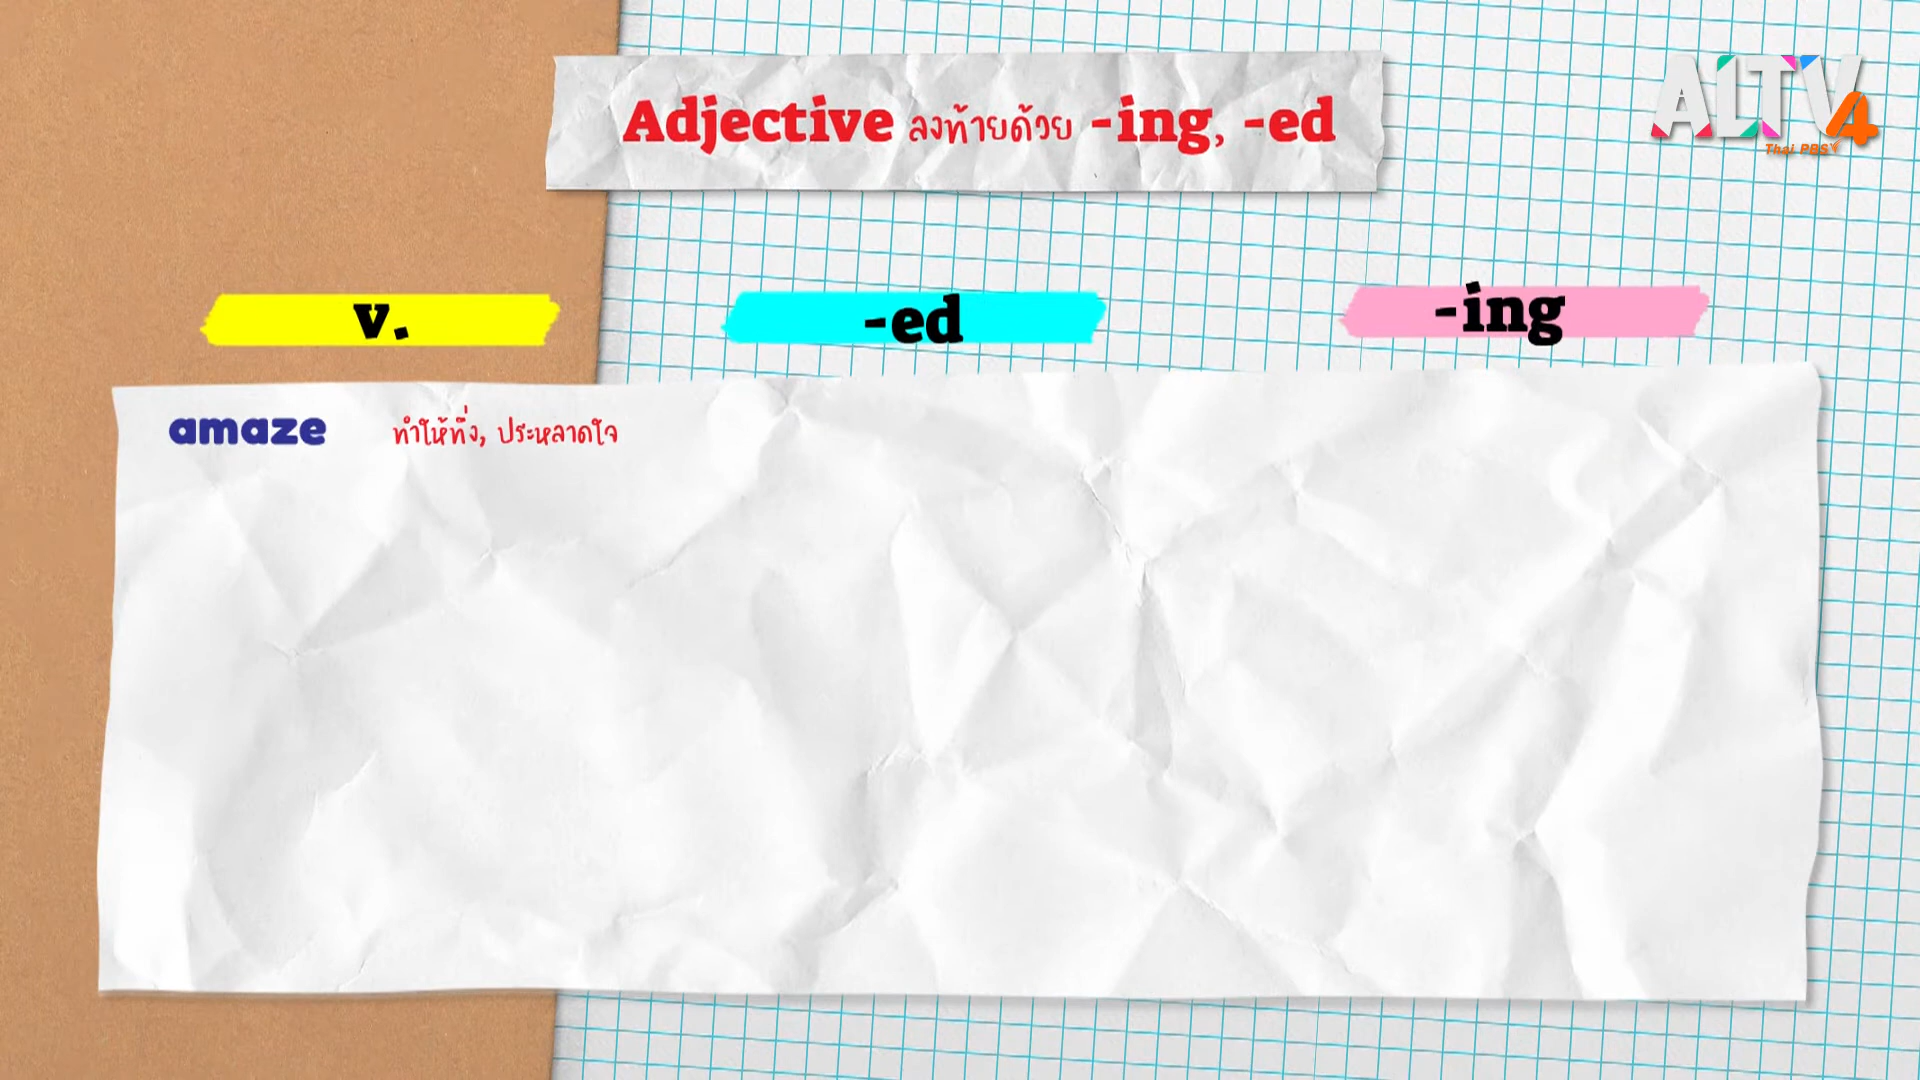 Adjective ลงท้ายด้วย -ing, -ed
ALTV4
Thai PBS
v.
-ed
-ing
amaze ทำให้ทึ่ง, ประหลาดใจ